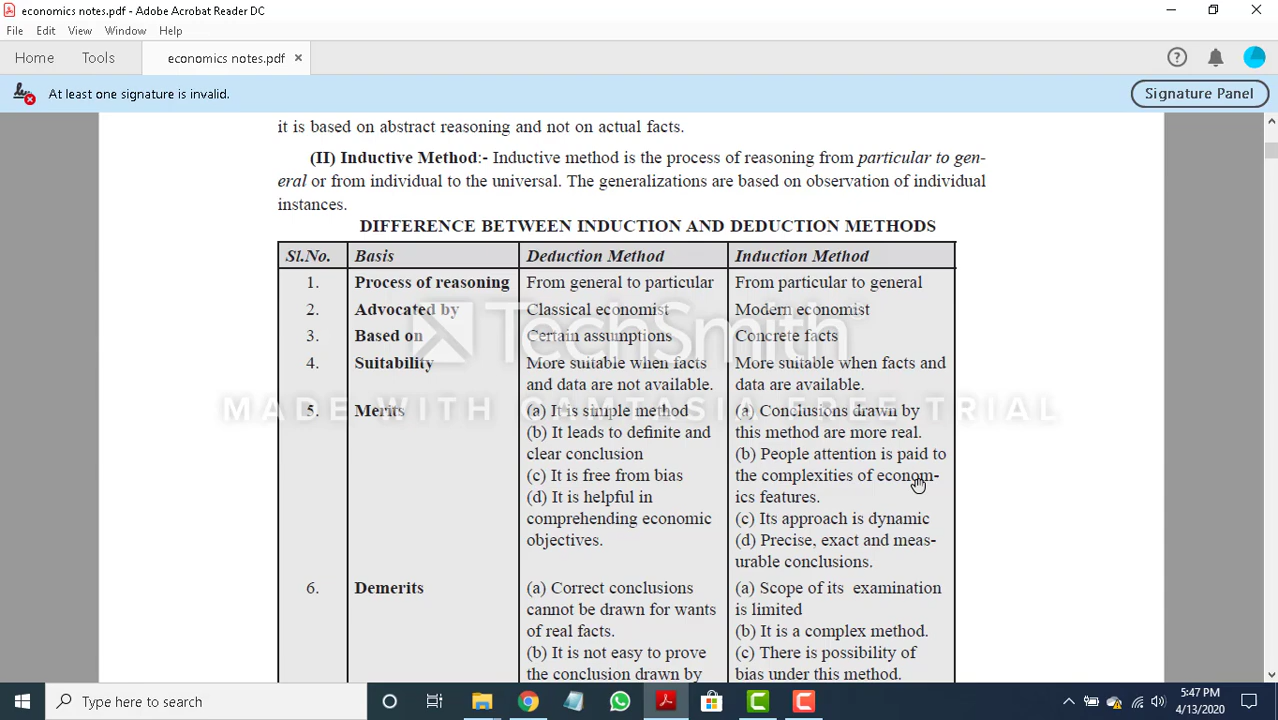 economics notes.pdf - Adobe Acrobat Reader DC
File Edit View Window Help
Home Tools economics notes.pdf ×
At least one signature is invalid. Signature Panel
it is based on abstract reasoning and not on actual facts.
(II) Inductive Method:- Inductive method is the process of reasoning from particular to gen-
eral or from individual to the universal. The generalizations are based on observation of individual
instances.
DIFFERENCE BETWEEN INDUCTION AND DEDUCTION METHODS
Sl.No. Basis Deduction Method Induction Method
1. Process of reasoning From general to particular From particular to general
2. Advocated by Classical economist Modern economist
TechSmith
3. Based on Certain assumptions Concrete facts
4. Suitability More suitable when facts More suitable when facts and
and data are not available. data are available.
MADE WITH CAMTASIA FREE TRIAL
5. Merits (a) It is simple method (a) Conclusions drawn by
(b) It leads to definite and this method are more real.
clear conclusion (b) People attention is paid to
(c) It is free from bias the complexities of econom-
(d) It is helpful in ics features.
comprehending economic (c) Its approach is dynamic
objectives. (d) Precise, exact and meas-
urable conclusions.
6. Demerits (a) Correct conclusions (a) Scope of its examination
cannot be drawn for wants is limited
of real facts. (b) It is a complex method.
(b) It is not easy to prove (c) There is possibility of
the conclusion drawn by bias under this method.
Type here to search
5:47 PM
4/13/2020